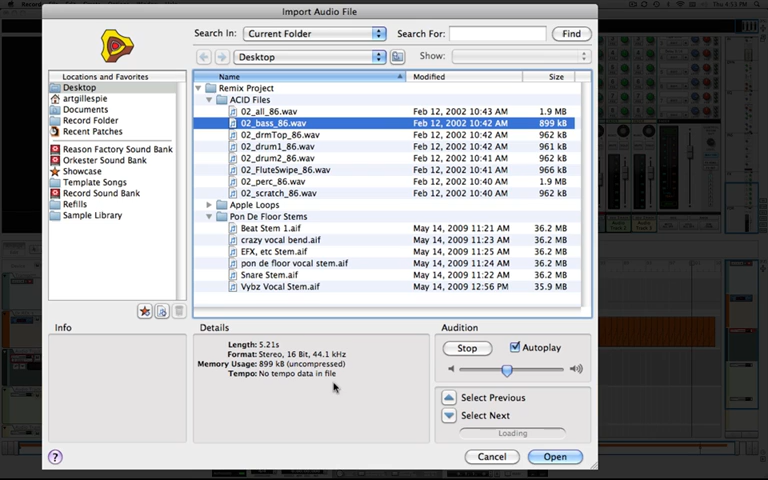 Import Audio File
Search In: Current Folder Search For: Find
Desktop Show:
Locations and Favorites
Desktop
artgillespie
Documents
Record Folder
Recent Patches
Reason Factory Sound Bank
Orkester Sound Bank
Showcase
Template Songs
Record Sound Bank
Refills
Sample Library
Name Modified Size
Remix Project
ACID Files
02_all_86.wav Feb 12, 2002 10:43 AM 1.9 MB
02_bass_86.wav Feb 12, 2002 10:42 AM 899 kB
02_drmTop_86.wav Feb 12, 2002 10:42 AM 962 kB
02_drum1_86.wav Feb 12, 2002 10:42 AM 961 kB
02_drum2_86.wav Feb 12, 2002 10:41 AM 962 kB
02_FluteSwipe_86.wav Feb 12, 2002 10:41 AM 966 kB
02_perc_86.wav Feb 12, 2002 10:40 AM 1.9 MB
02_scratch_86.wav Feb 12, 2002 10:40 AM 962 kB
Apple Loops
Pon De Floor Stems
Beat Stem 1.aif May 14, 2009 11:21 AM 36.2 MB
crazy vocal bend.aif May 14, 2009 11:23 AM 36.2 MB
EFX, etc Stem.aif May 14, 2009 11:25 AM 36.2 MB
pon de floor vocal stem.aif May 14, 2009 11:24 AM 36.2 MB
Snare Stem.aif May 14, 2009 11:22 AM 36.2 MB
Vybz Vocal Stem.aif May 14, 2009 12:56 PM 35.9 MB
Info
Details
Length: 5.21s
Format: Stereo, 16 Bit, 44.1 kHz
Memory Usage: 899 kB (uncompressed)
Tempo: No tempo data in file
Audition
Stop Autoplay
Select Previous
Select Next
Loading
? Cancel Open